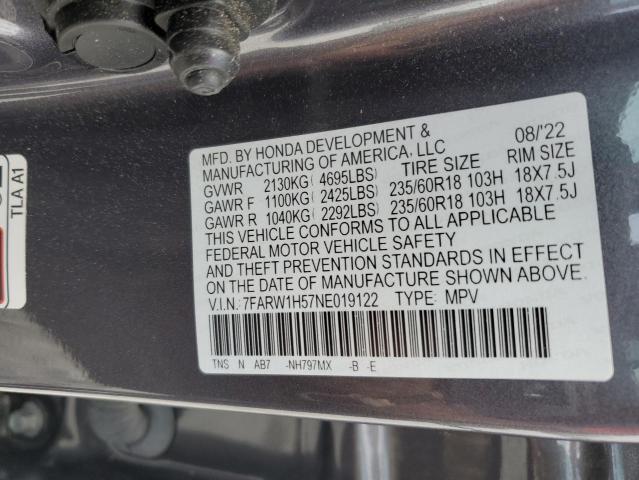 MFD. BY HONDA DEVELOPMENT & 08/'22
MANUFACTURING OF AMERICA, LLC
GVWR 2130KG( 4695LBS) TIRE SIZE RIM SIZE
GAWR F 1100KG( 2425LBS) 235/60R18 103H 18X7.5J
GAWR R 1040KG( 2292LBS) 235/60R18 103H 18X7.5J
THIS VEHICLE CONFORMS TO ALL APPLICABLE
FEDERAL MOTOR VEHICLE SAFETY
AND THEFT PREVENTION STANDARDS IN EFFECT
ON THE DATE OF MANUFACTURE SHOWN ABOVE.
V.I.N.: 7FARW1H57NE019122 TYPE: MPV
TNS N AB7 -NH797MX -B -E
TLA A1